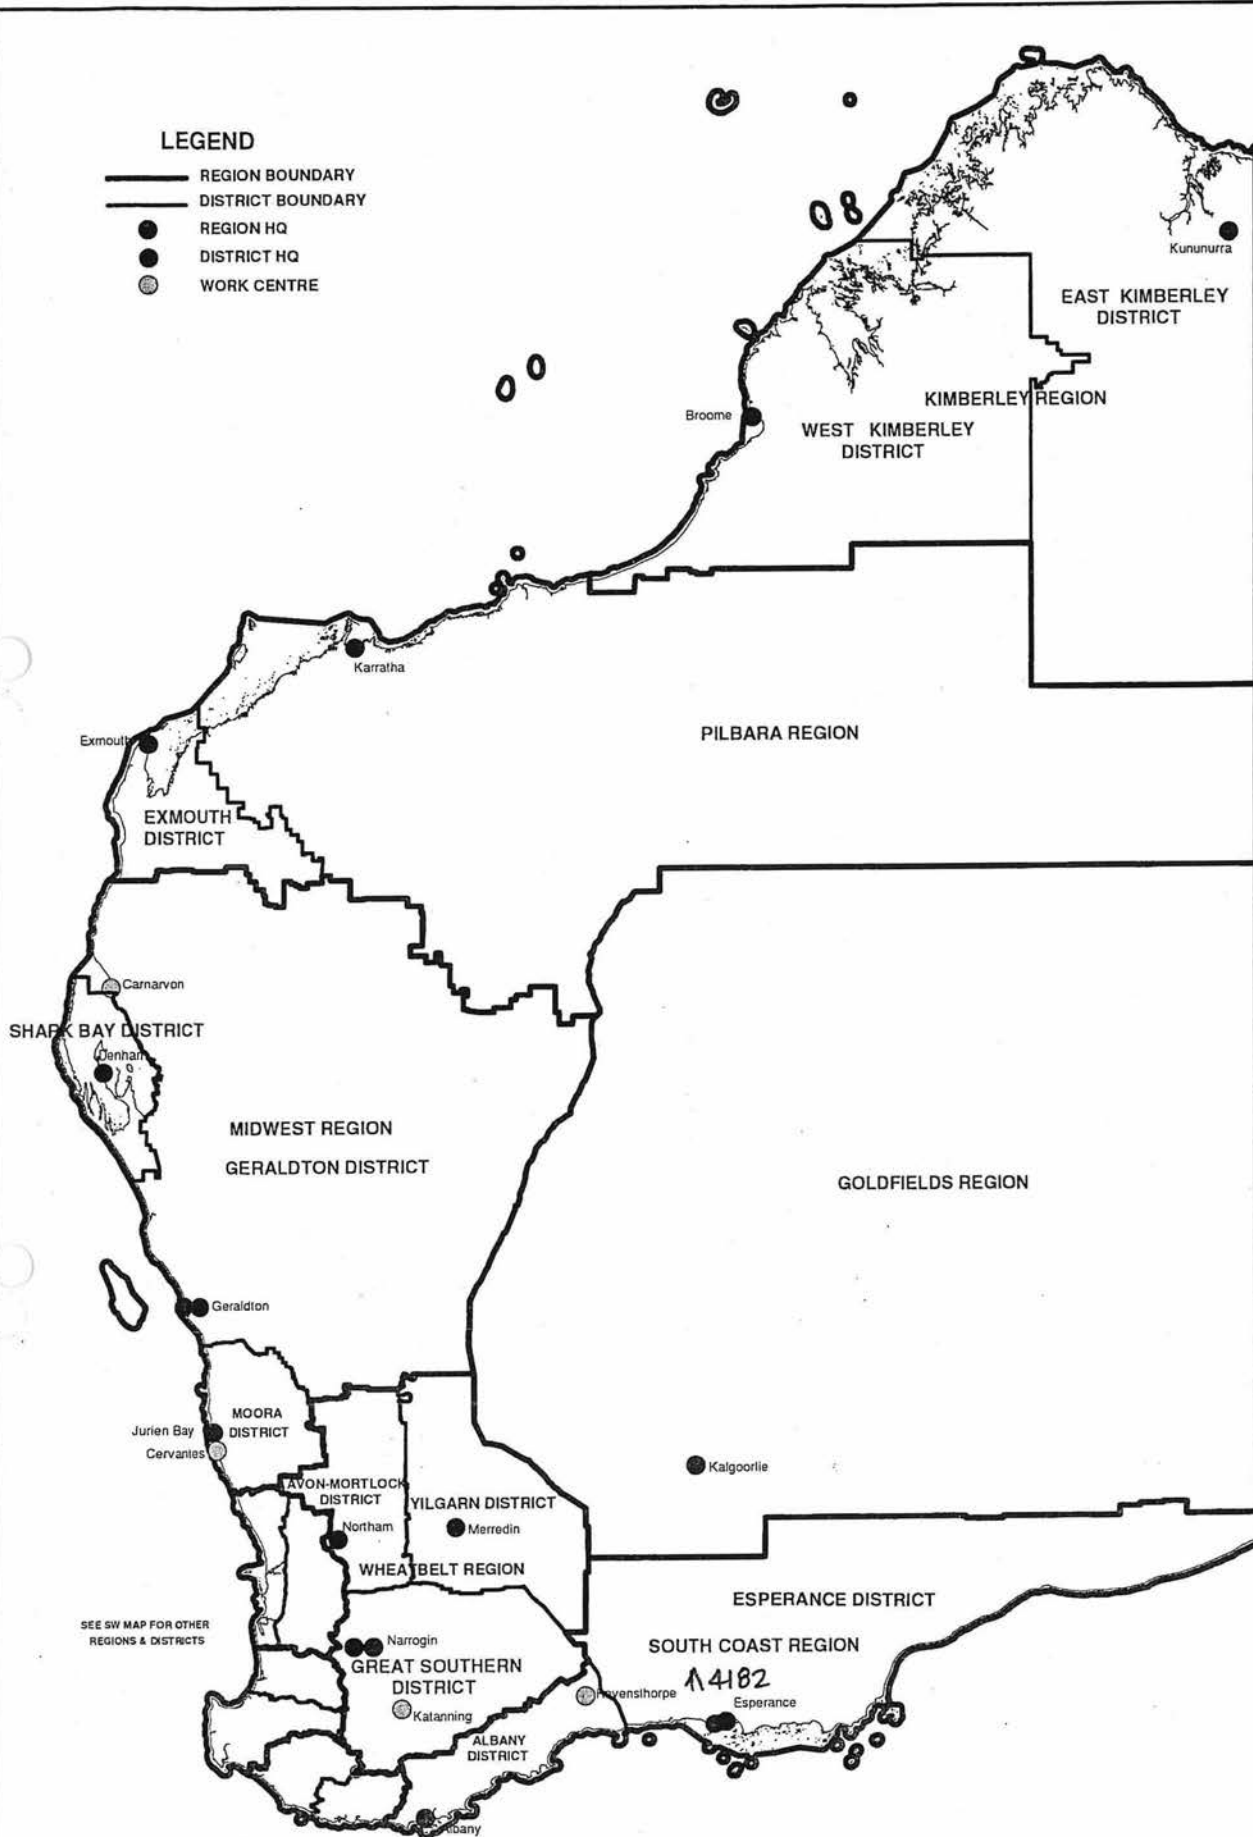 LEGEND
REGION BOUNDARY
DISTRICT BOUNDARY
REGION HQ
DISTRICT HQ
WORK CENTRE
Kununurra
EAST KIMBERLEY
DISTRICT
KIMBERLEY REGION
Broome
WEST KIMBERLEY
DISTRICT
Karratha
PILBARA REGION
Exmouth
EXMOUTH
DISTRICT
Carnarvon
SHARK BAY DISTRICT
Denham
MIDWEST REGION
GERALDTON DISTRICT
GOLDFIELDS REGION
Geraldton
MOORA
DISTRICT
Jurien Bay
Cervantes
Kalgoorlie
AVON-MORTLOCK
DISTRICT
YILGARN DISTRICT
Northam
Merredin
WHEATBELT REGION
ESPERANCE DISTRICT
SEE SW MAP FOR OTHER
REGIONS & DISTRICTS
Narrogin
SOUTH COAST REGION
GREAT SOUTHERN
DISTRICT
Ravensthorpe
Esperance
Katanning
ALBANY
DISTRICT
Albany